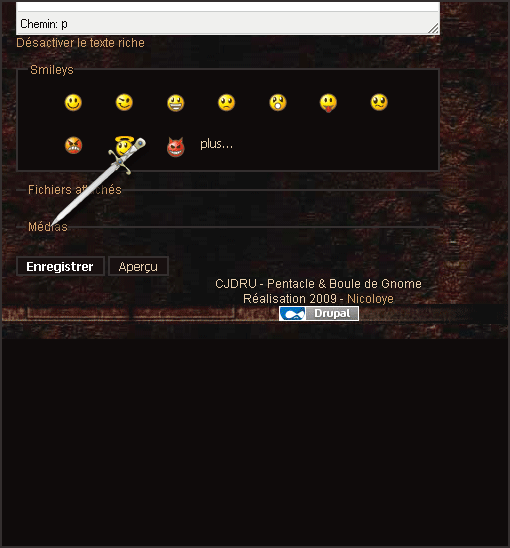 Chemin: p
Désactiver le texte riche
Smileys
plus...
Fichiers attachés
Médias
Enregistrer Aperçu
CJDRU - Pentacle & Boule de Gnome
Réalisation 2009 - Nicoloye
Drupal